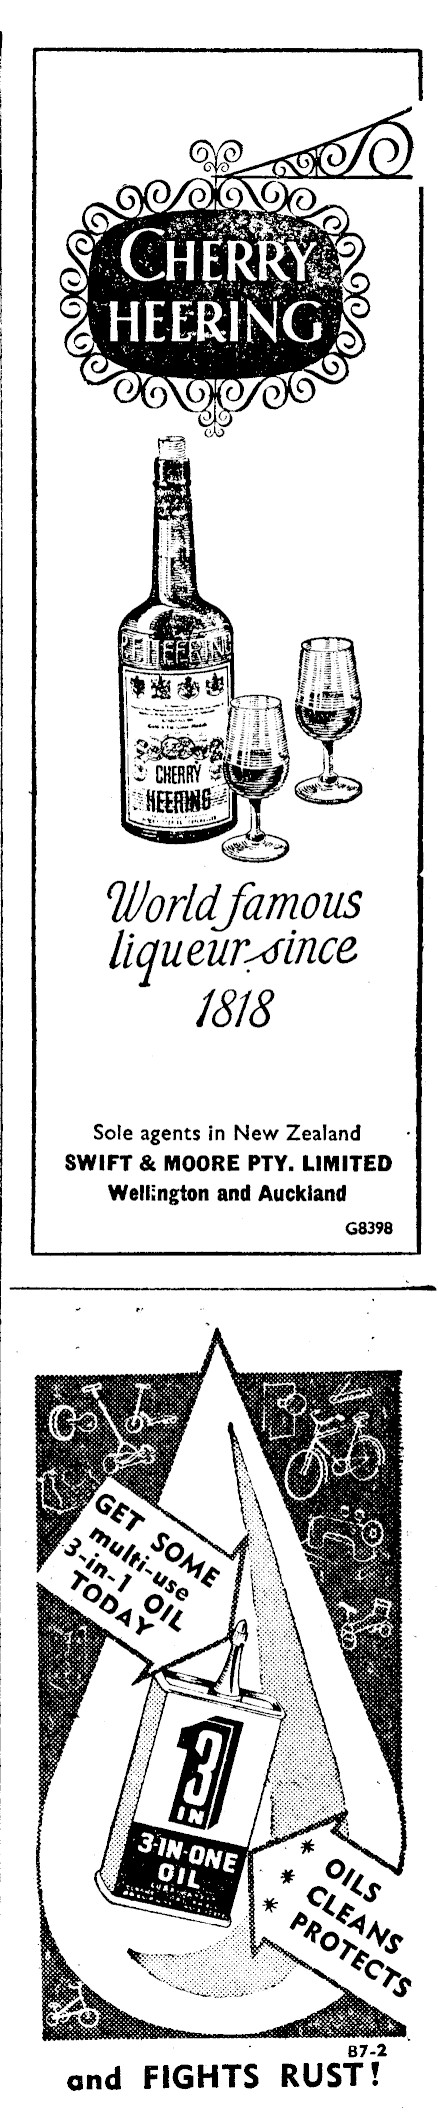 CHERRY
HEERING
CHERRY
HEERING
World famous
liqueur since
1818
Sole agents in New Zealand
SWIFT & MOORE PTY. LIMITED
Wellington and Auckland
G8398
GET SOME
multi-use
3-in-1 OIL
TODAY
3
IN
1
3-IN-ONE
OIL
* OILS
* CLEANS
* PROTECTS
B7-2
and FIGHTS RUST!